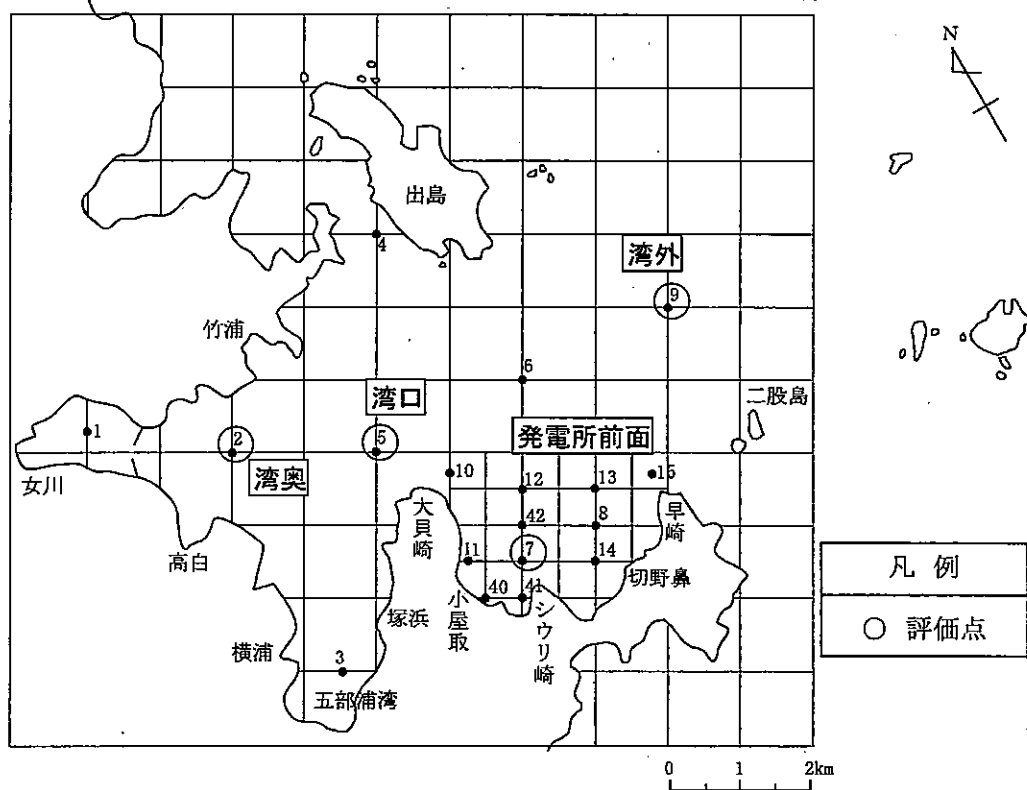 N
出島
4
湾外
9
竹浦
6
湾口
二股島
発電所前面
1
2
5
10
15
湾奥
12
13
女川
大貝崎
42
8
早崎
高白
11
7
14
切野鼻
凡 例
小屋取
40
41
シウリ崎
塚浜
○ 評価点
横浦
3
五部浦湾
0 1 2km